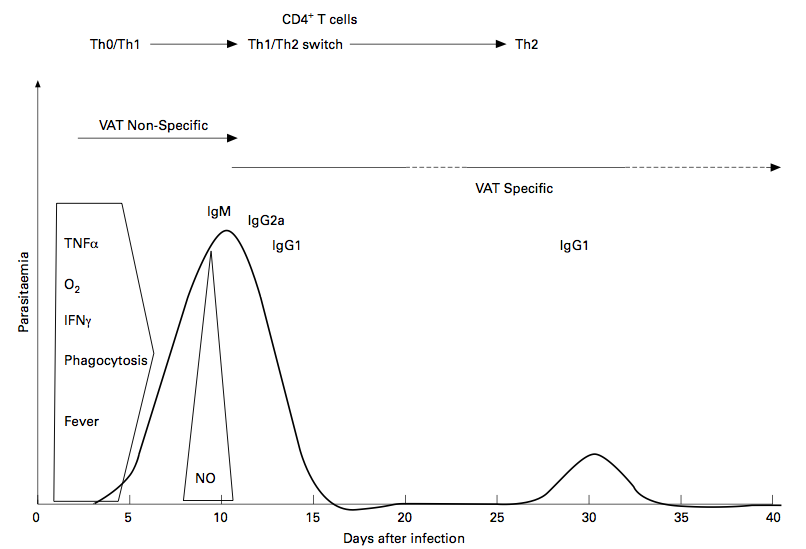 CD4⁺ T cells
Th0/Th1 Th1/Th2 switch Th2
VAT Non-Specific
VAT Specific
IgM
IgG2a
IgG1 IgG1
TNFα
O₂
IFNγ
Phagocytosis
Fever
NO
Parasitaemia
0 5 10 15 20 25 30 35 40
Days after infection